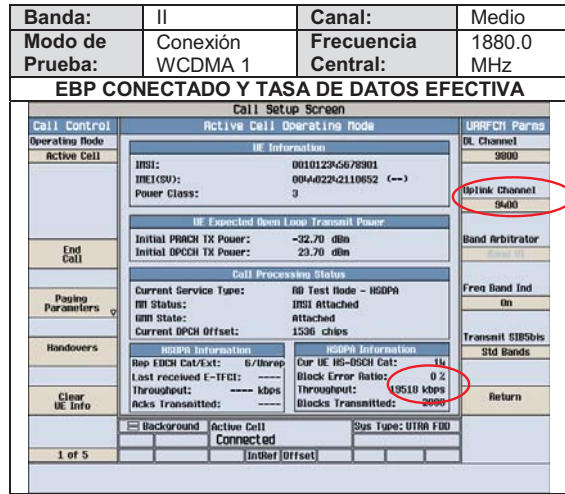 Banda: II Canal: Medio
Modo de Prueba: Conexión WCDMA 1 Frecuencia Central: 1880.0 MHz
EBP CONECTADO Y TASA DE DATOS EFECTIVA
Call Setup Screen
Call Control
Operating Mode
Active Cell
End Call
Paging Parameters
Handovers
Clear UE Info
1 of 5
Active Cell Operating Mode
UE Information
IMSI: 001012345678901
IMEI(SV): 004402242110652 (--)
Power Class: 3
UE Expected Open Loop Transmit Power
Initial PRACH TX Power: -32.70 dBm
Initial DPCCH TX Power: 23.70 dBm
Call Processing Status
Current Service Type: RB Test Mode - HSDPA
MM Status: IMSI Attached
GMM State: Attached
Current DPCH Offset: 1536 chips
HSUPA Information
Rep EDCH Cat/Ext: 6/Unrep
Last received E-TFCI: ----
Throughput: ---- kbps
Acks Transmitted: ----
HSDPA Information
Cur UE HS-DSCH Cat: 14
Block Error Ratio: 0 %
Throughput: 19518 kbps
Blocks Transmitted: 2000
Background
Active Cell
Connected
Sys Type: UTRA FDD
IntRef
Offset
UARFCN Parms
DL Channel
9800
Uplink Channel
9400
Band Arbitrator
Freq Band Ind
On
Transmit SIB5bis
Std Bands
Return